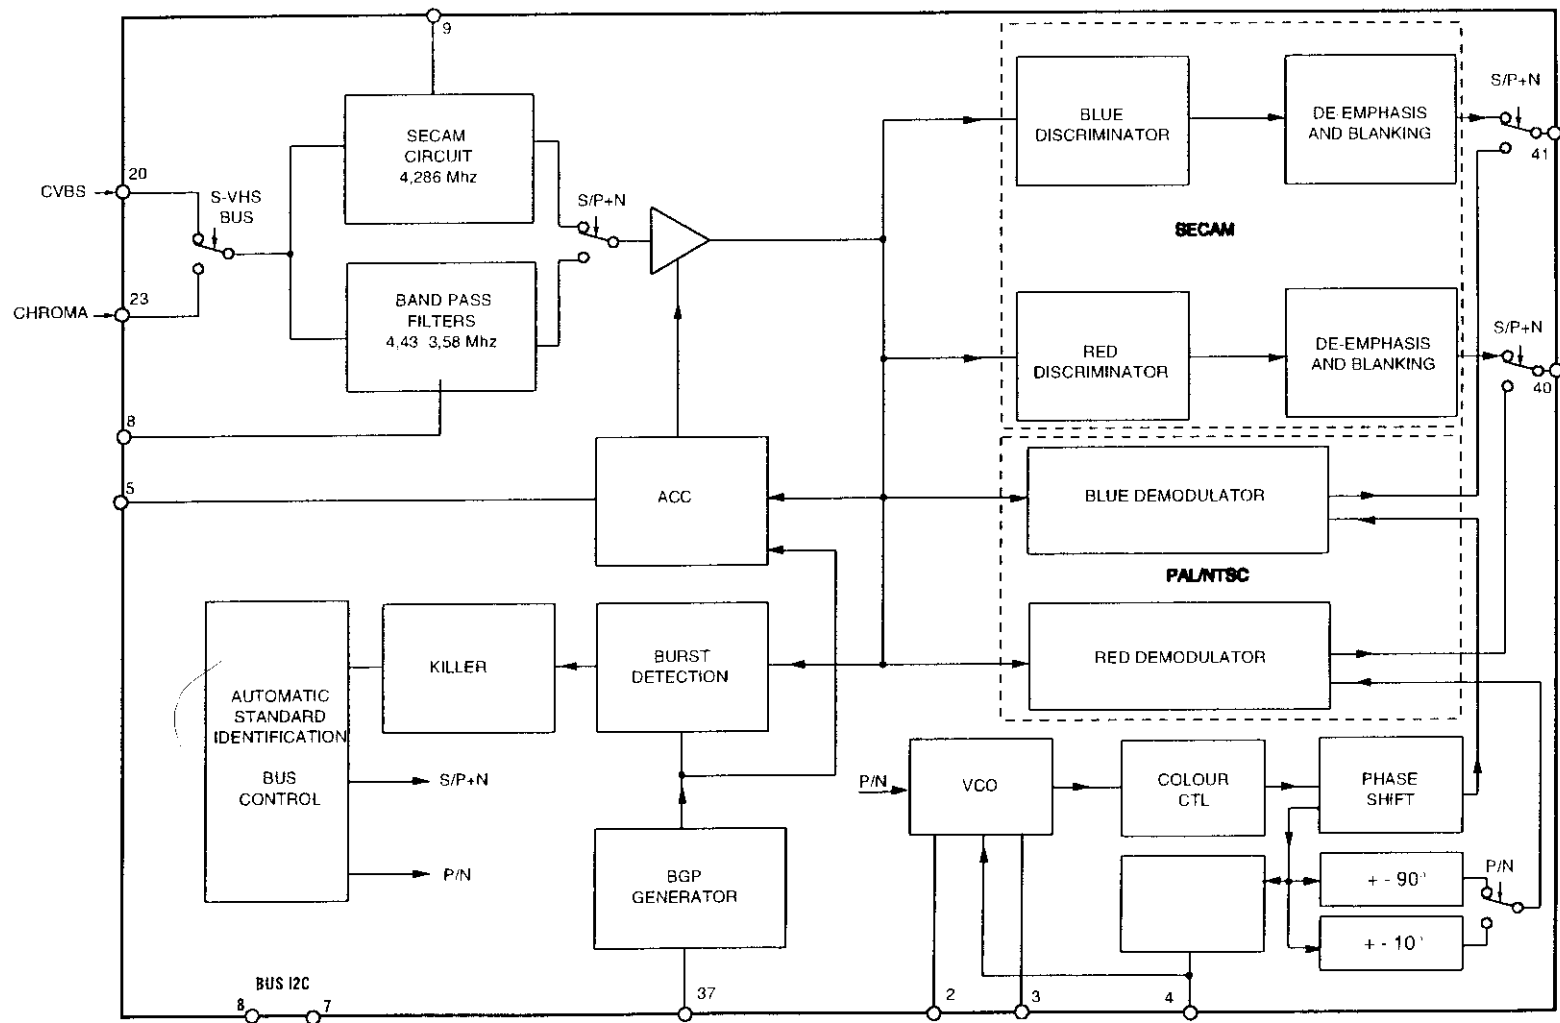 9
SECAM
CIRCUIT
4,286 Mhz
20
CVBS
S-VHS
BUS
S/P+N
23
CHROMA
BAND PASS
FILTERS
4,43 3,58 Mhz
8
5
ACC
BLUE
DISCRIMINATOR
DE-EMPHASIS
AND BLANKING
S/P+N
41
SECAM
RED
DISCRIMINATOR
DE-EMPHASIS
AND BLANKING
S/P+N
40
BLUE DEMODULATOR
PAL/NTSC
RED DEMODULATOR
AUTOMATIC
STANDARD
IDENTIFICATION
BUS
CONTROL
KILLER
BURST
DETECTION
S/P+N
P/N
BGP
GENERATOR
P/N
VCO
COLOUR
CTL
PHASE
SHIFT
+ - 90°
P/N
+ - 10°
BUS I2C
8
7
37
2
3
4